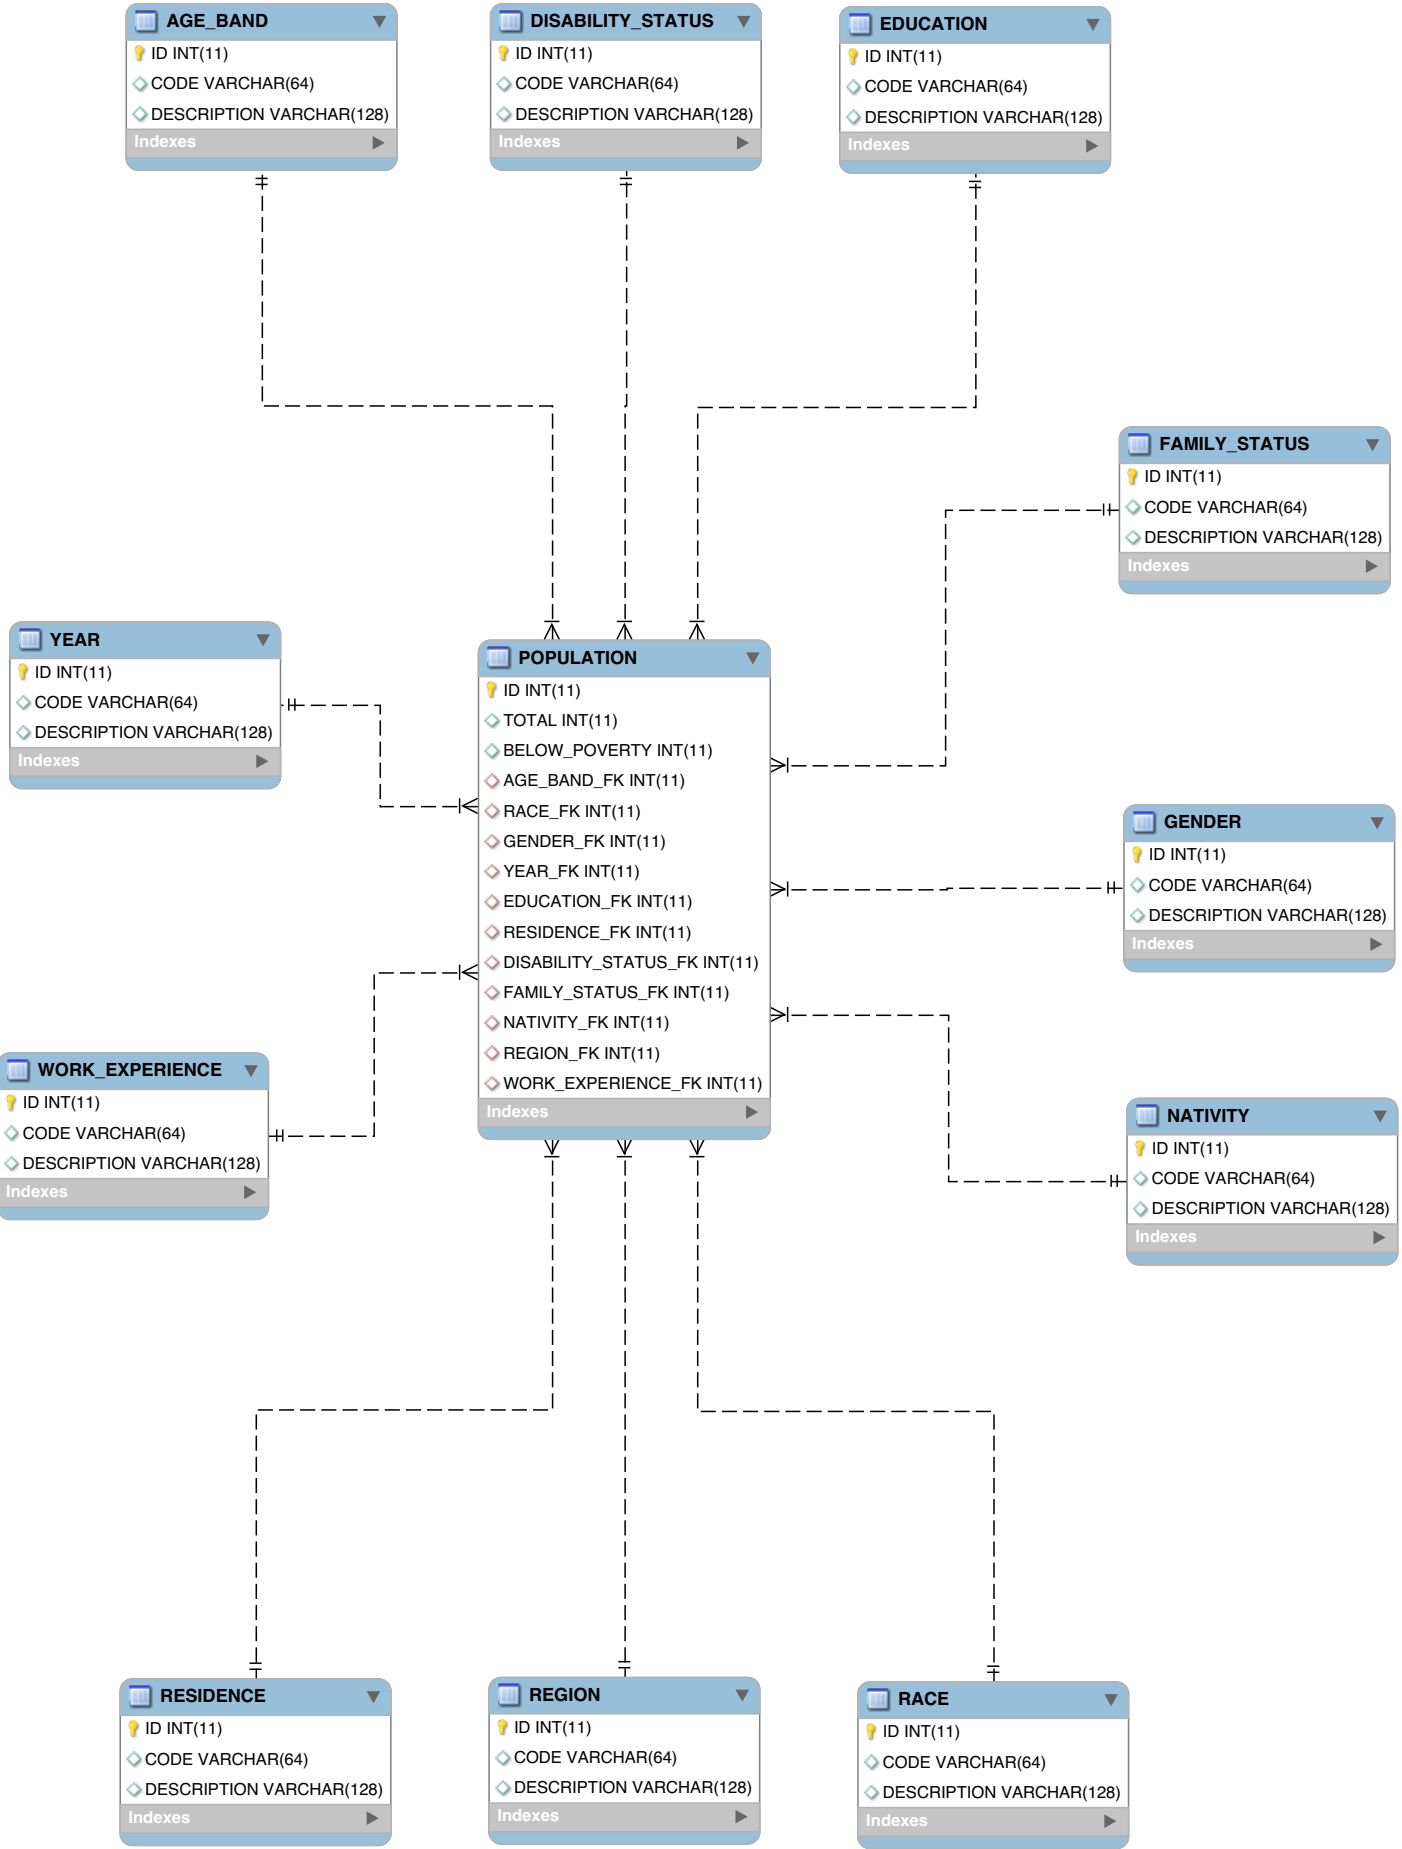 AGE_BAND
ID INT(11)
CODE VARCHAR(64)
DESCRIPTION VARCHAR(128)
Indexes
DISABILITY_STATUS
ID INT(11)
CODE VARCHAR(64)
DESCRIPTION VARCHAR(128)
Indexes
EDUCATION
ID INT(11)
CODE VARCHAR(64)
DESCRIPTION VARCHAR(128)
Indexes
FAMILY_STATUS
ID INT(11)
CODE VARCHAR(64)
DESCRIPTION VARCHAR(128)
Indexes
YEAR
ID INT(11)
CODE VARCHAR(64)
DESCRIPTION VARCHAR(128)
Indexes
POPULATION
ID INT(11)
TOTAL INT(11)
BELOW_POVERTY INT(11)
AGE_BAND_FK INT(11)
RACE_FK INT(11)
GENDER_FK INT(11)
YEAR_FK INT(11)
EDUCATION_FK INT(11)
RESIDENCE_FK INT(11)
DISABILITY_STATUS_FK INT(11)
FAMILY_STATUS_FK INT(11)
NATIVITY_FK INT(11)
REGION_FK INT(11)
WORK_EXPERIENCE_FK INT(11)
Indexes
GENDER
ID INT(11)
CODE VARCHAR(64)
DESCRIPTION VARCHAR(128)
Indexes
WORK_EXPERIENCE
ID INT(11)
CODE VARCHAR(64)
DESCRIPTION VARCHAR(128)
Indexes
NATIVITY
ID INT(11)
CODE VARCHAR(64)
DESCRIPTION VARCHAR(128)
Indexes
RESIDENCE
ID INT(11)
CODE VARCHAR(64)
DESCRIPTION VARCHAR(128)
Indexes
REGION
ID INT(11)
CODE VARCHAR(64)
DESCRIPTION VARCHAR(128)
Indexes
RACE
ID INT(11)
CODE VARCHAR(64)
DESCRIPTION VARCHAR(128)
Indexes